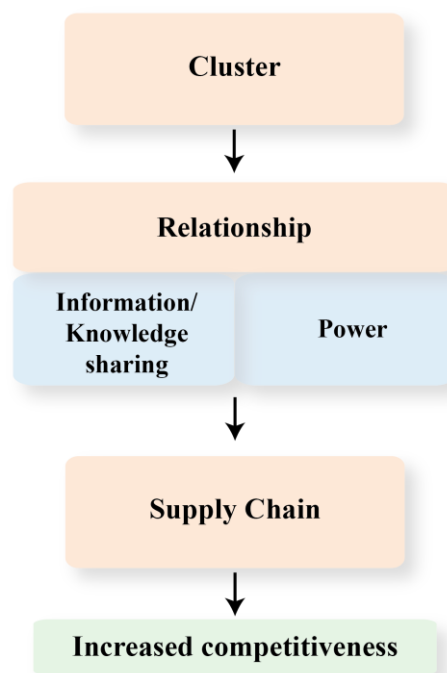 Cluster
Relationship
Information/
Knowledge
sharing
Power
Supply Chain
Increased competitiveness